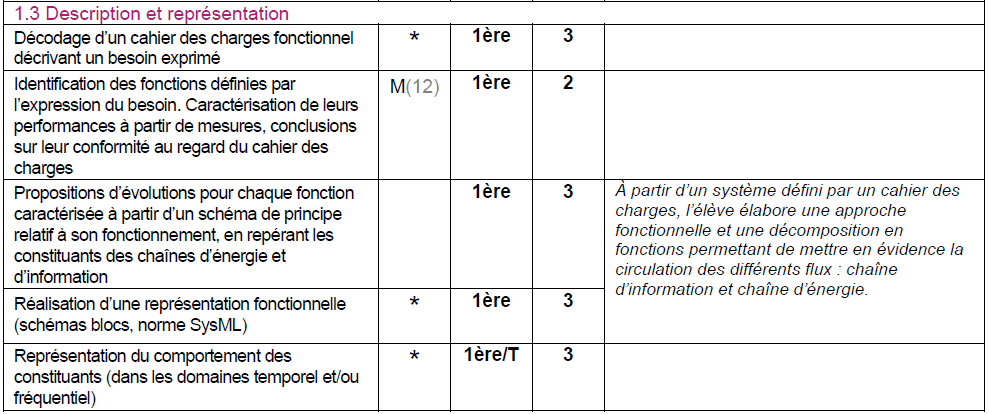 1.3 Description et représentation
Décodage d'un cahier des charges fonctionnel
décrivant un besoin exprimé
*
1ère
3
Identification des fonctions définies par
l'expression du besoin. Caractérisation de leurs
performances à partir de mesures, conclusions
sur leur conformité au regard du cahier des
charges
M(12)
1ère
2
Propositions d'évolutions pour chaque fonction
caractérisée à partir d'un schéma de principe
relatif à son fonctionnement, en repérant les
constituants des chaînes d'énergie et
d'information
1ère
3
À partir d'un système défini par un cahier des
charges, l'élève élabore une approche
fonctionnelle et une décomposition en
fonctions permettant de mettre en évidence la
circulation des différents flux : chaîne
d'information et chaîne d'énergie.
Réalisation d'une représentation fonctionnelle
(schémas blocs, norme SysML)
*
1ère
3
Représentation du comportement des
constituants (dans les domaines temporel et/ou
fréquentiel)
*
1ère/T
3